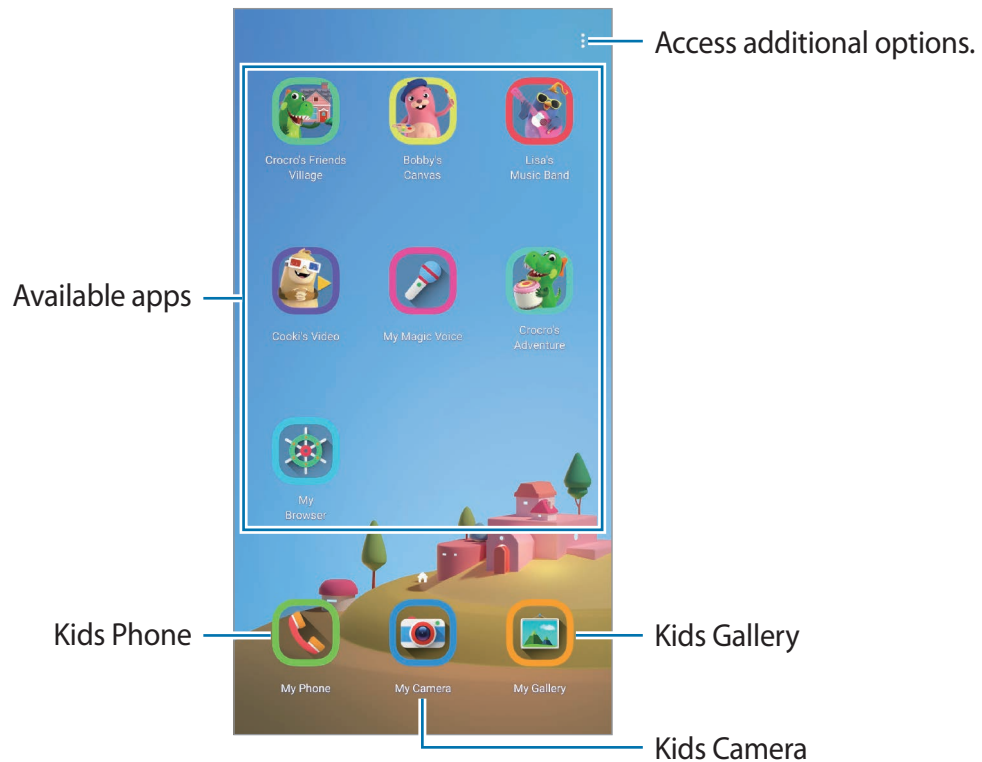 Access additional options.
Crocro's Friends
Village
Bobby's
Canvas
Lisa's
Music Band
Available apps
Cooki's Video
My Magic Voice
Crocro's
Adventure
My
Browser
Kids Phone
Kids Gallery
My Phone
My Camera
My Gallery
Kids Camera